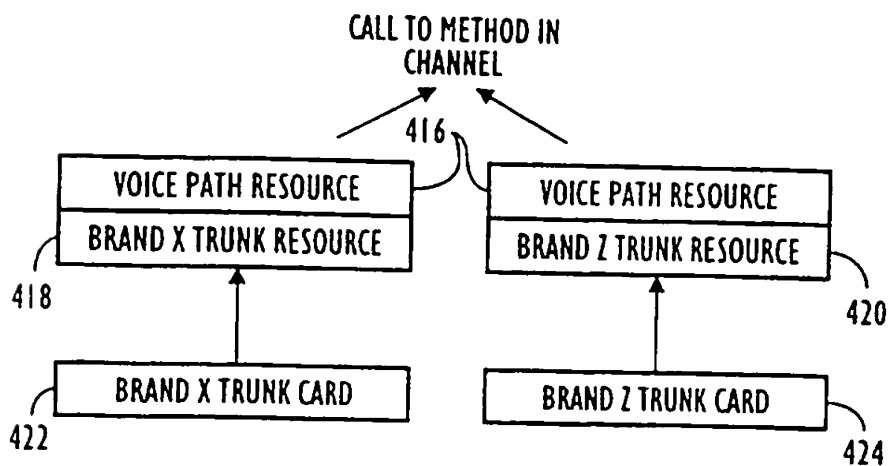 CALL TO METHOD IN
CHANNEL
416
VOICE PATH RESOURCE
VOICE PATH RESOURCE
BRAND X TRUNK RESOURCE
BRAND Z TRUNK RESOURCE
418
420
BRAND X TRUNK CARD
BRAND Z TRUNK CARD
422
424